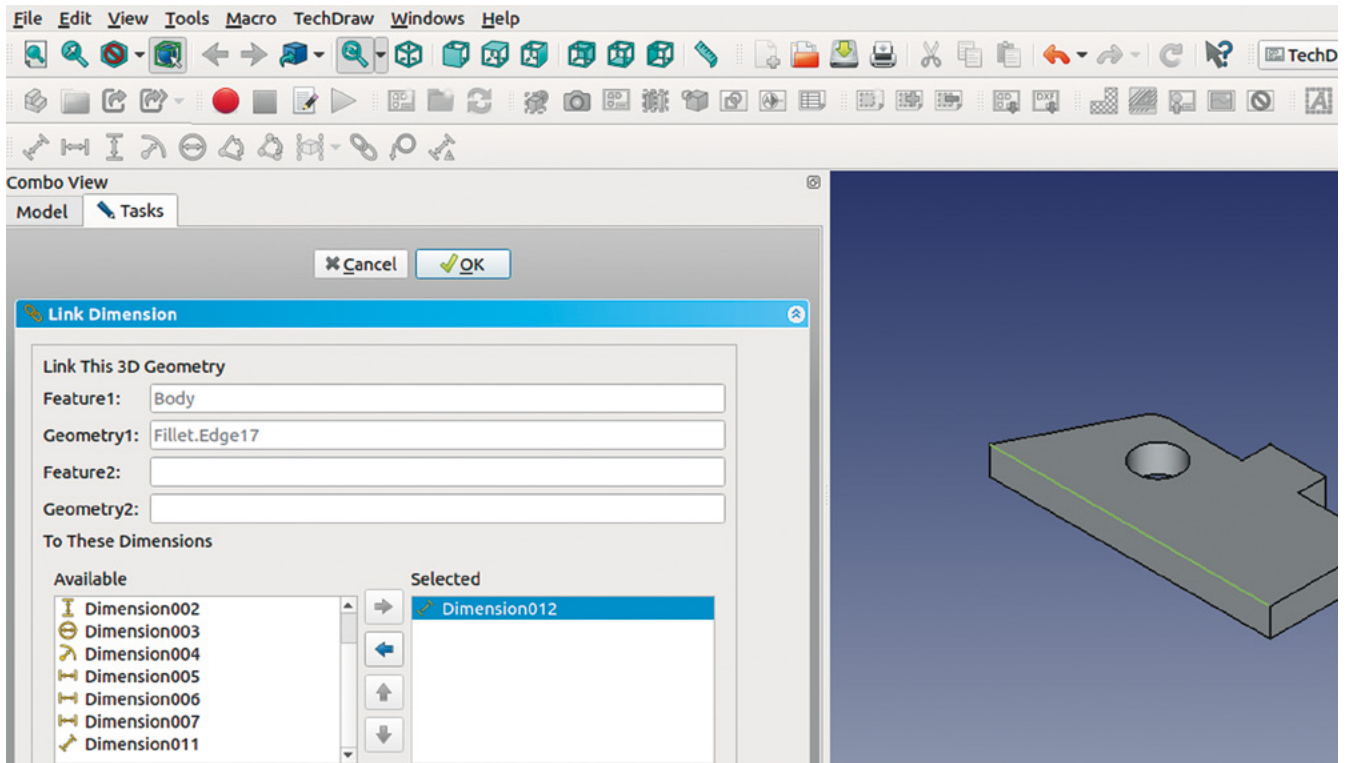 File Edit View Tools Macro TechDraw Windows Help
TechD
Combo View
Model Tasks
Cancel OK
Link Dimension
Link This 3D Geometry
Feature1: Body
Geometry1: Fillet.Edge17
Feature2:
Geometry2:
To These Dimensions
Available Selected
Dimension002 Dimension012
Dimension003
Dimension004
Dimension005
Dimension006
Dimension007
Dimension011